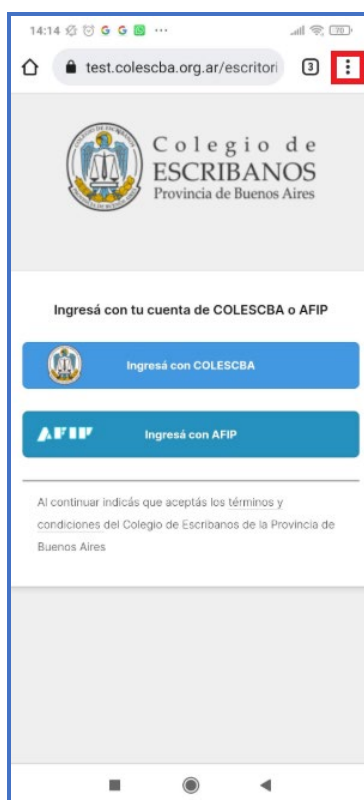 14:14
test.colescba.org.ar/escritori
3
Colegio de
ESCRIBANOS
Provincia de Buenos Aires
Ingresá con tu cuenta de COLESCBA o AFIP
Ingresá con COLESCBA
AFIP
Ingresá con AFIP
Al continuar indicás que aceptás los términos y
condiciones del Colegio de Escribanos de la Provincia de
Buenos Aires